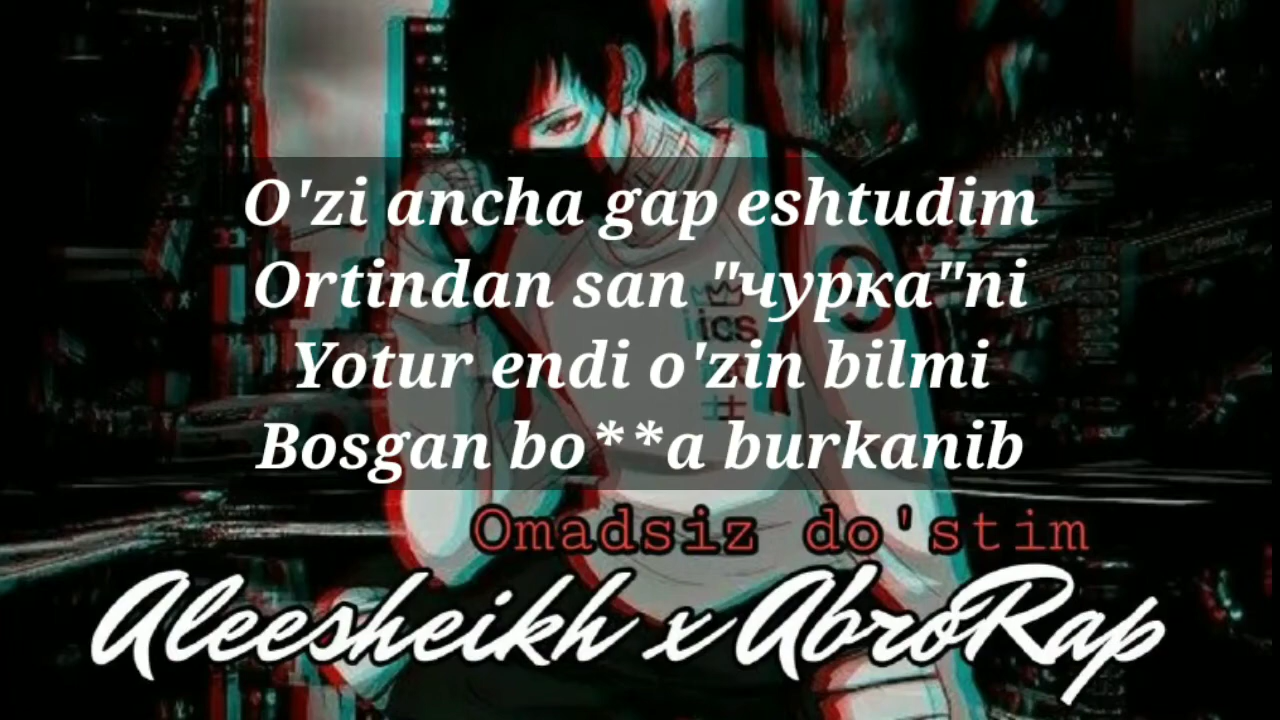 O'zi ancha gap eshtudim
Ortindan san "чурка"ni
Yotur endi o'zin bilmi
Bosgan bo**a burkanib
Omadsiz do'stim
Aleesheikh x AbroRap